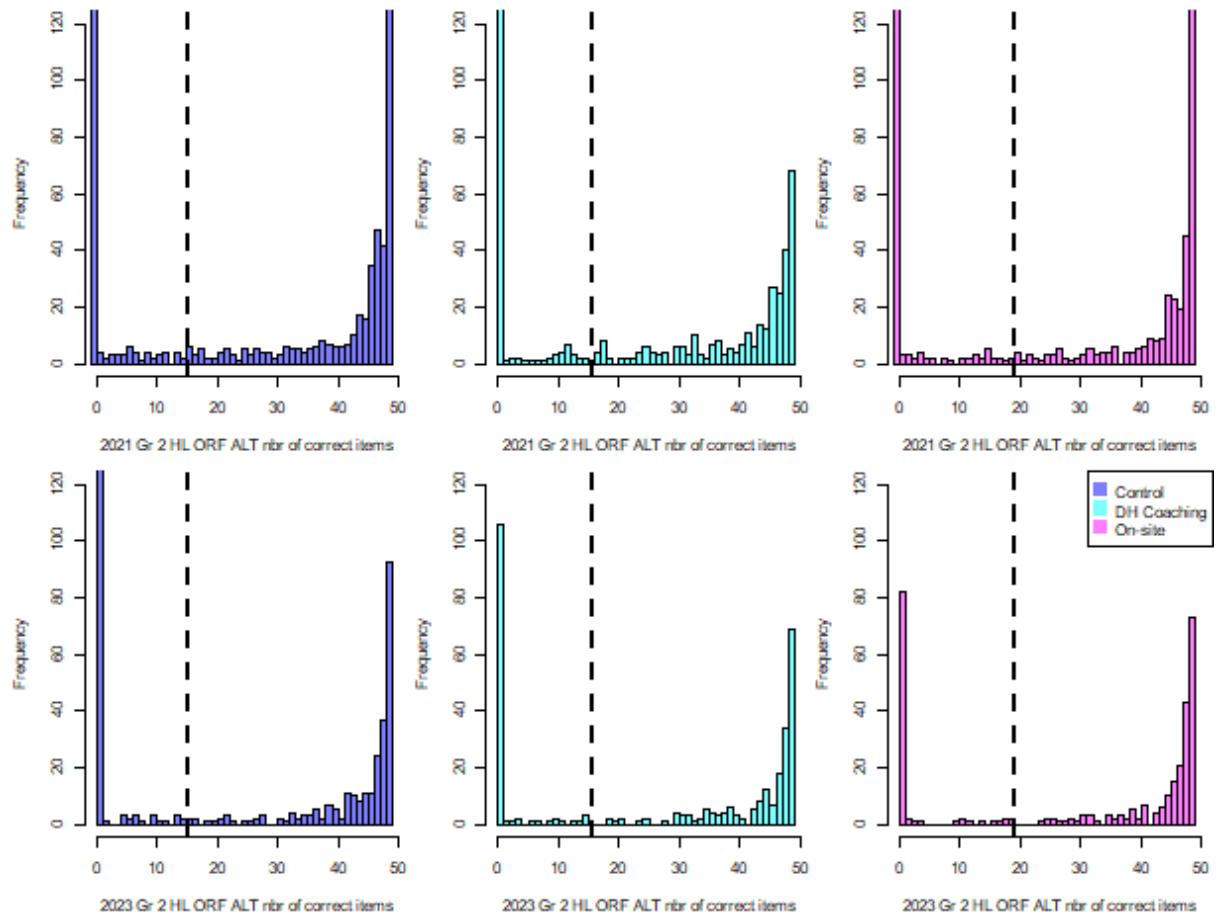 Frequency
0 20 40 60 80 100 120
0 10 20 30 40 50
2021 Gr 2 HL ORF ALT nbr of correct items
Frequency
0 20 40 60 80 100 120
0 10 20 30 40 50
2021 Gr 2 HL ORF ALT nbr of correct items
Frequency
0 20 40 60 80 100 120
0 10 20 30 40 50
2021 Gr 2 HL ORF ALT nbr of correct items
Frequency
0 20 40 60 80 100 120
0 10 20 30 40 50
2023 Gr 2 HL ORF ALT nbr of correct items
Frequency
0 20 40 60 80 100 120
0 10 20 30 40 50
2023 Gr 2 HL ORF ALT nbr of correct items
Frequency
0 20 40 60 80 100 120
0 10 20 30 40 50
2023 Gr 2 HL ORF ALT nbr of correct items
Control
DH Coaching
On-site